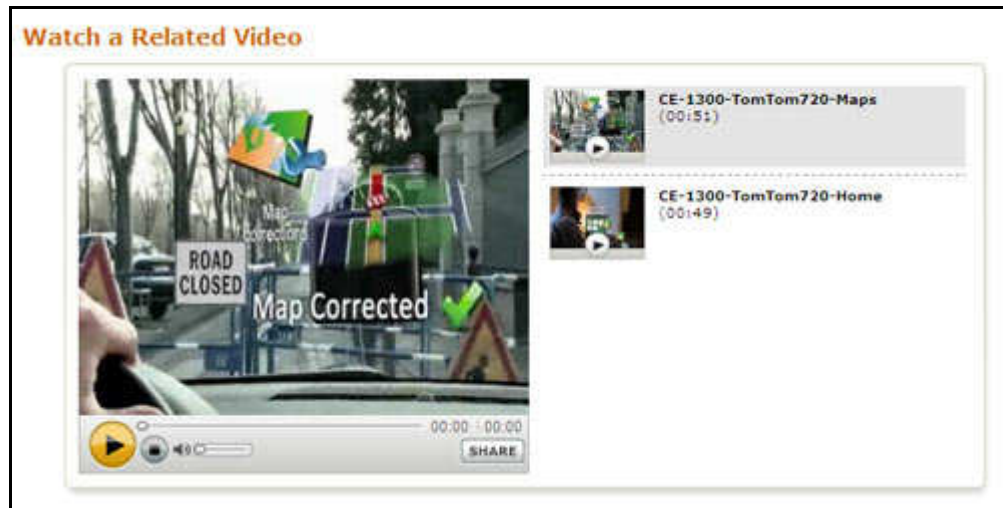 Watch a Related Video
Map
corrections
ROAD
CLOSED
Map Corrected
00:00 00:00
SHARE
CE-1300-TomTom720-Maps
(00:51)
CE-1300-TomTom720-Home
(00:49)